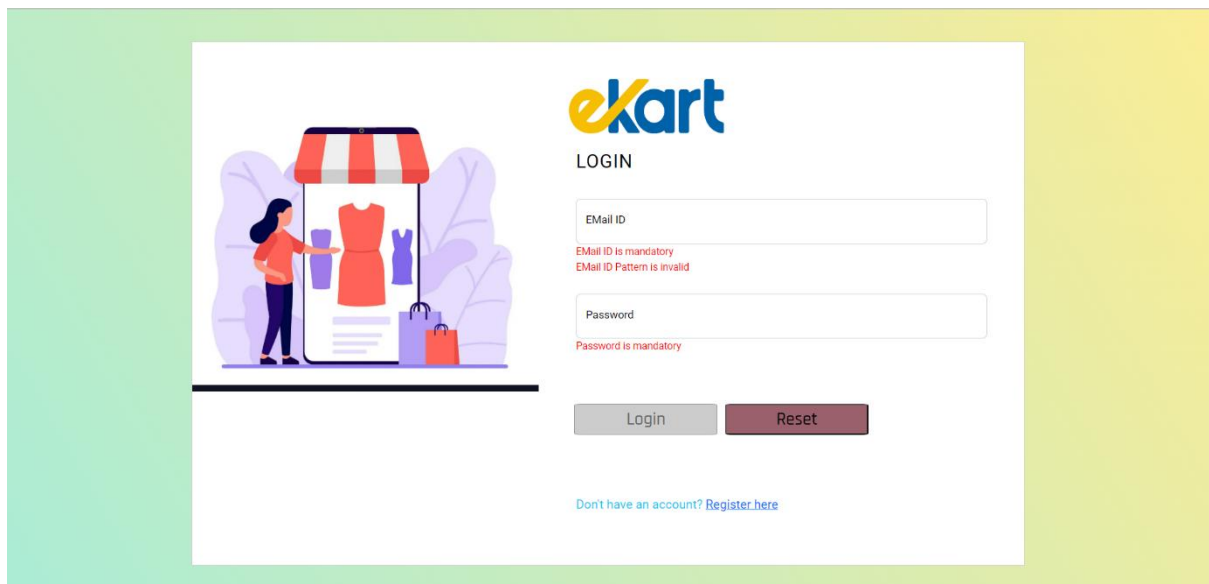 eKart
LOGIN
EMail ID
EMail ID is mandatory
EMail ID Pattern is invalid
Password
Password is mandatory
Login Reset
Don't have an account? Register here